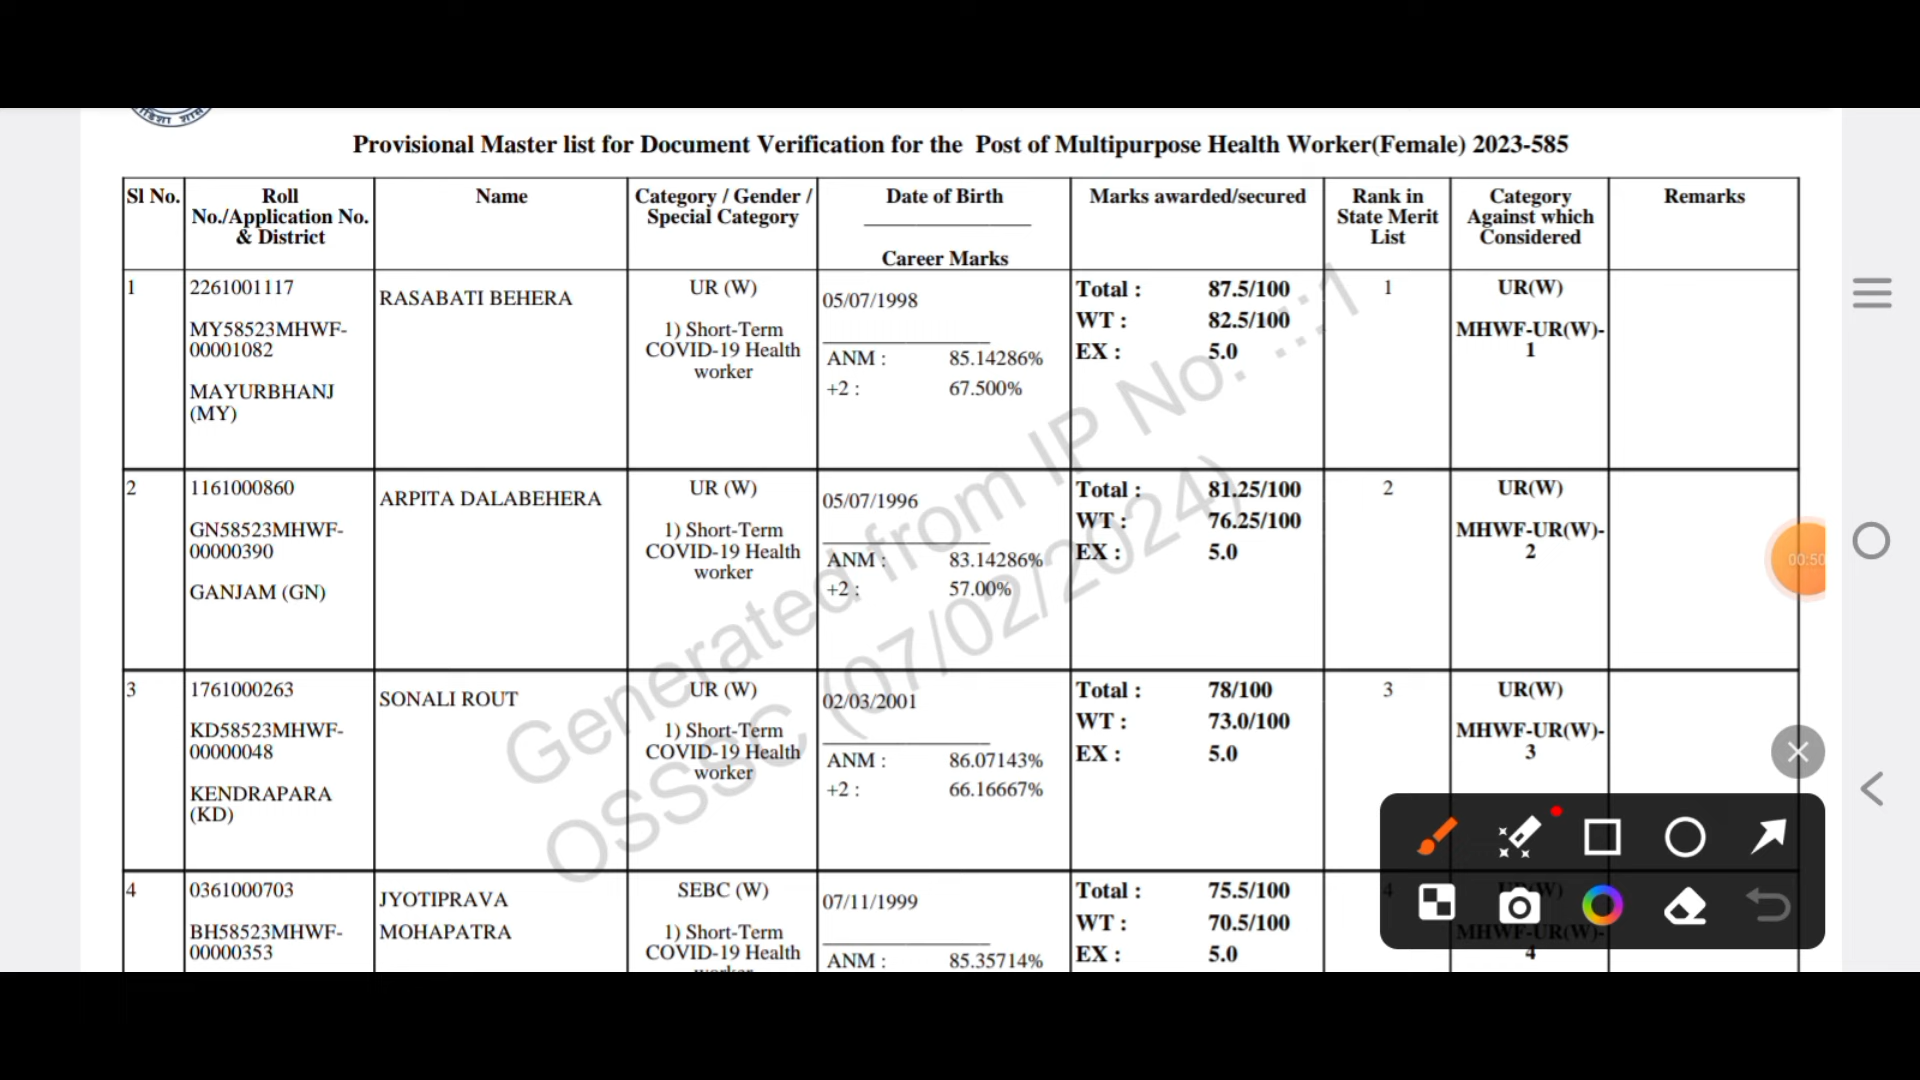 Provisional Master list for Document Verification for the Post of Multipurpose Health Worker(Female) 2023-585
Sl No.
Roll
No./Application No.
& District
Name
Category / Gender /
Special Category
Date of Birth
Career Marks
Marks awarded/secured
Rank in
State Merit
List
Category
Against which
Considered
Remarks
1
2261001117
MY58523MHWF-
00001082
MAYURBHANJ
(MY)
RASABATI BEHERA
UR (W)
1) Short-Term
COVID-19 Health
worker
05/07/1998
ANM : 85.14286%
+2 : 67.500%
Total : 87.5/100
WT : 82.5/100
EX : 5.0
1
UR(W)
MHWF-UR(W)-
1
2
1161000860
GN58523MHWF-
00000390
GANJAM (GN)
ARPITA DALABEHERA
UR (W)
1) Short-Term
COVID-19 Health
worker
05/07/1996
ANM : 83.14286%
+2 : 57.00%
Total : 81.25/100
WT : 76.25/100
EX : 5.0
2
UR(W)
MHWF-UR(W)-
2
3
1761000263
KD58523MHWF-
00000048
KENDRAPARA
(KD)
SONALI ROUT
UR (W)
1) Short-Term
COVID-19 Health
worker
02/03/2001
ANM : 86.07143%
+2 : 66.16667%
Total : 78/100
WT : 73.0/100
EX : 5.0
3
UR(W)
MHWF-UR(W)-
3
4
0361000703
BH58523MHWF-
00000353
JYOTIPRAVA
MOHAPATRA
SEBC (W)
1) Short-Term
COVID-19 Health
07/11/1999
ANM : 85.35714%
Total : 75.5/100
WT : 70.5/100
EX : 5.0
4
MHWF-UR(W)-
4
Generated from IP No. .::1
OSSSC (07/02/2024)
00:50